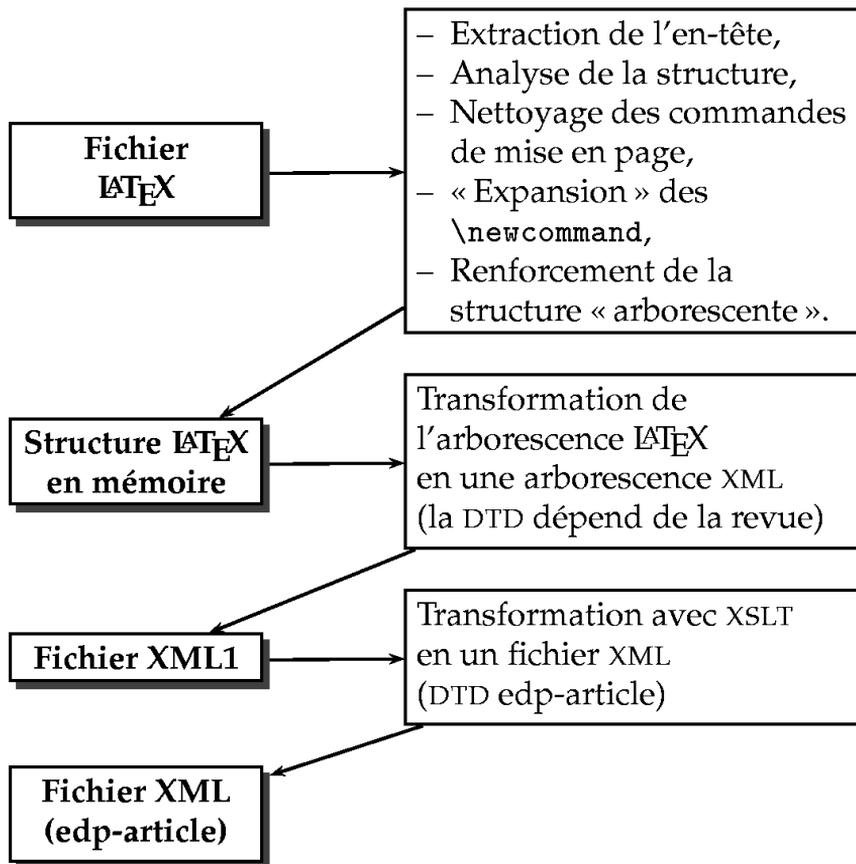 Fichier
LATEX
– Extraction de l'en-tête,
– Analyse de la structure,
– Nettoyage des commandes
de mise en page,
– « Expansion » des
\newcommand,
– Renforcement de la
structure « arborescente ».
Structure LATEX
en mémoire
Transformation de
l'arborescence LATEX
en une arborescence XML
(la DTD dépend de la revue)
Fichier XML1
Transformation avec XSLT
en un fichier XML
(DTD edp-article)
Fichier XML
(edp-article)